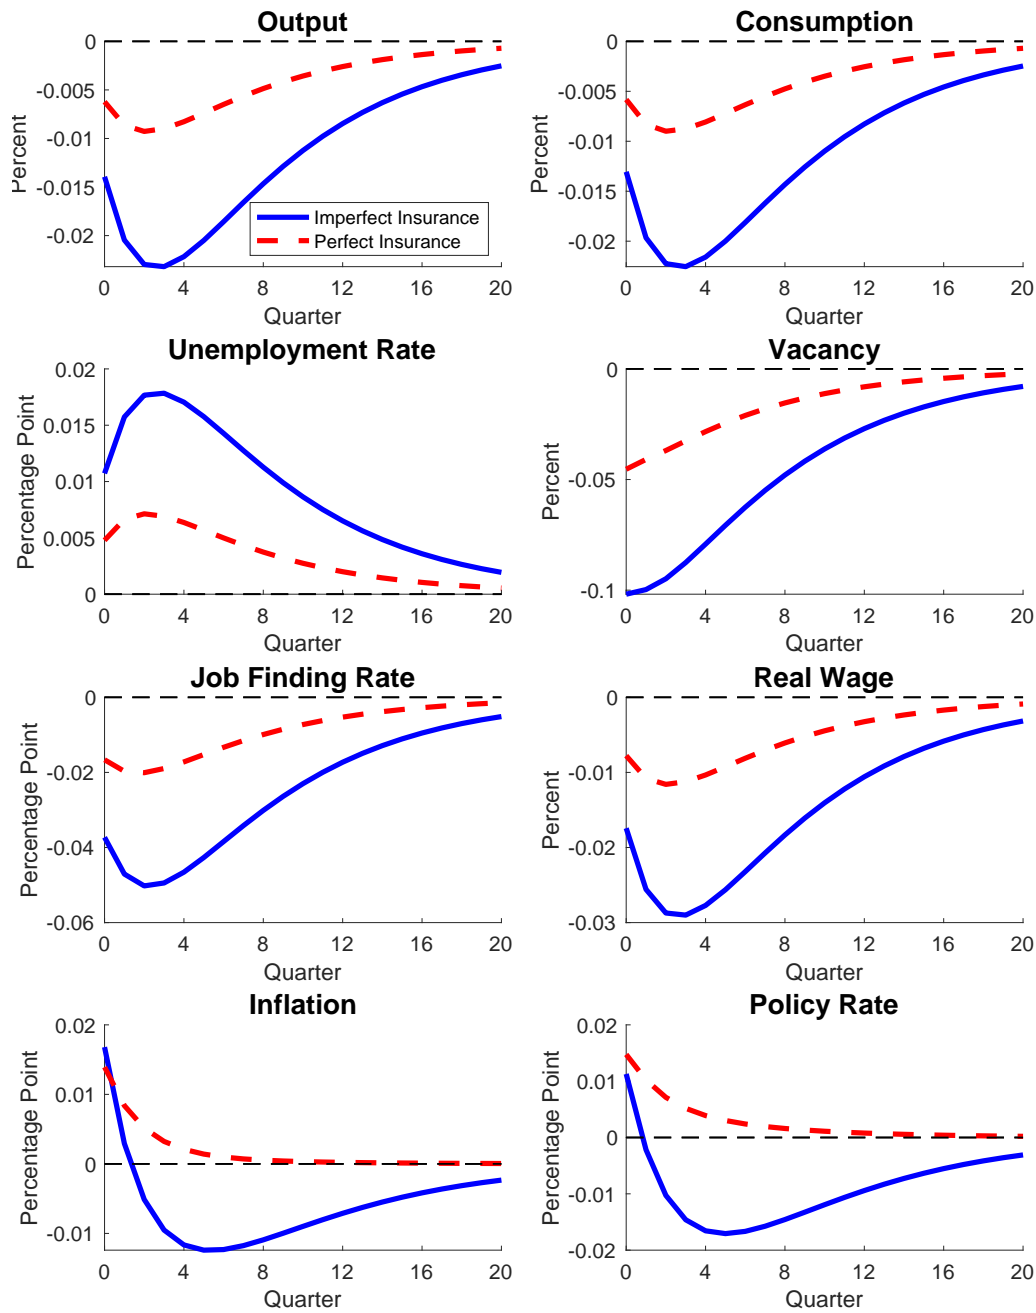 Output
Percent
0
-0.005
-0.01
-0.015
-0.02
Imperfect Insurance
Perfect Insurance
0 4 8 12 16 20
Quarter
Consumption
Percent
0
-0.005
-0.01
-0.015
-0.02
0 4 8 12 16 20
Quarter
Unemployment Rate
Percentage Point
0.02
0.015
0.01
0.005
0
0 4 8 12 16 20
Quarter
Vacancy
Percent
0
-0.05
-0.1
0 4 8 12 16 20
Quarter
Job Finding Rate
Percentage Point
0
-0.02
-0.04
-0.06
0 4 8 12 16 20
Quarter
Real Wage
Percent
0
-0.01
-0.02
-0.03
0 4 8 12 16 20
Quarter
Inflation
Percentage Point
0.02
0.01
0
-0.01
0 4 8 12 16 20
Quarter
Policy Rate
Percentage Point
0.02
0.01
0
-0.01
-0.02
0 4 8 12 16 20
Quarter